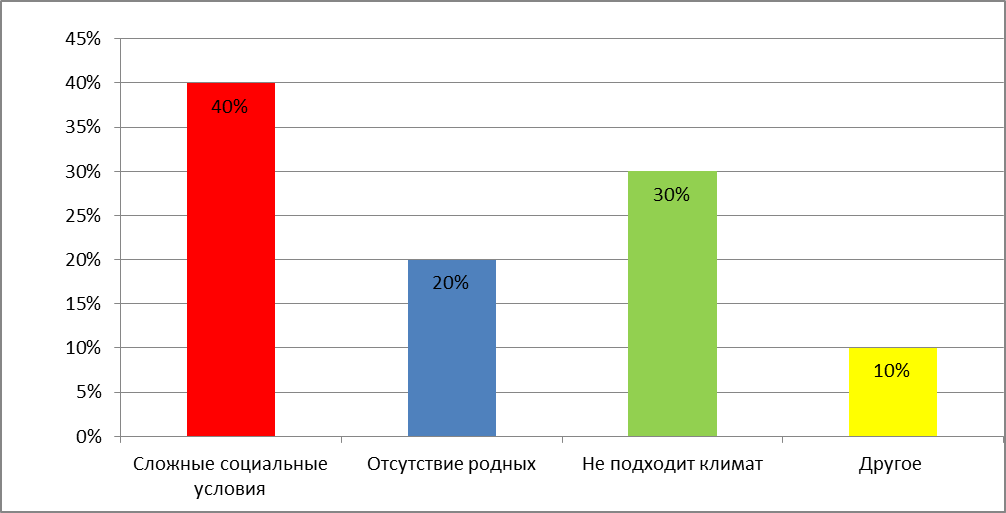 45%
40%
35%
30%
25%
20%
15%
10%
5%
0%
40%
20%
30%
10%
Сложные социальные
условия
Отсутствие родных
Не подходит климат
Другое